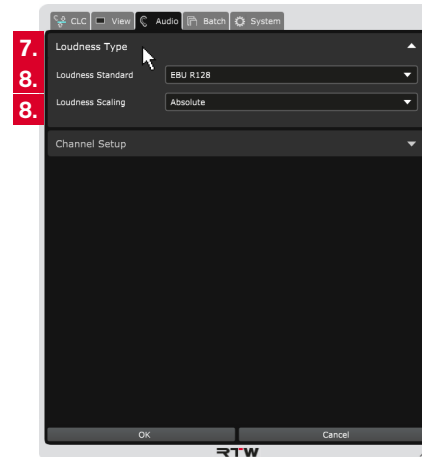 CLC View Audio Batch System
7. Loudness Type
8. Loudness Standard EBU R128
8. Loudness Scaling Absolute
Channel Setup
OK Cancel
RTW